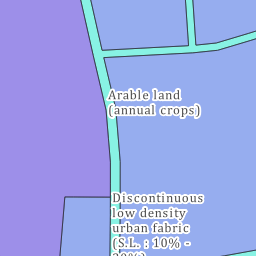 Arable land
(annual crops)
Discontinuous
low density
urban fabric
(S.L. : 10% -